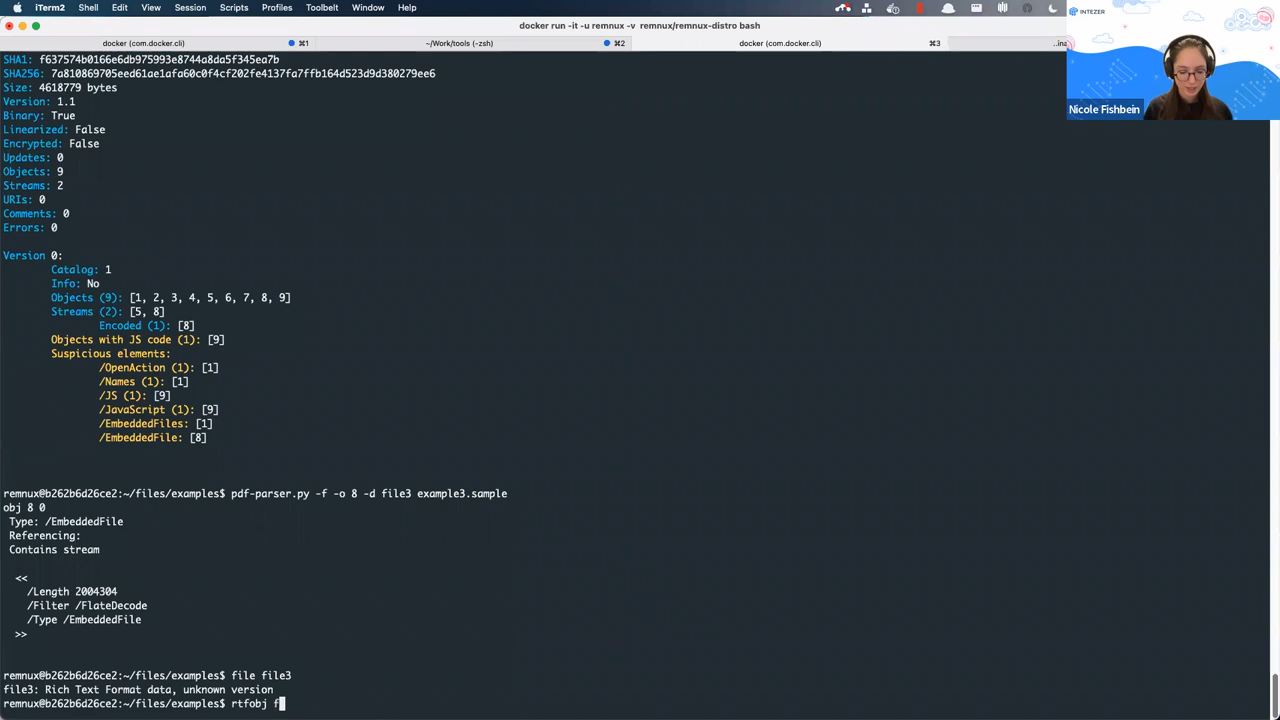 iTerm2 Shell Edit View Session Scripts Profiles Toolbelt Window Help
docker run -it -u remnux -v remnux/remnux-distro bash
docker (com.docker.cli) ⌘1 ~/Work/tools (-zsh) ⌘2 docker (com.docker.cli) ⌘3 ..ina
INTEZER
Nicole Fishbein
SHA1: f637574b0166e6db975993e8744a8da5f345ea7b
SHA256: 7a810869705eed61ae1afa60c0f4cf202fe4137fa7ffb164d523d9d380279ee6
Size: 4618779 bytes
Version: 1.1
Binary: True
Linearized: False
Encrypted: False
Updates: 0
Objects: 9
Streams: 2
URIs: 0
Comments: 0
Errors: 0
Version 0:
Catalog: 1
Info: No
Objects (9): [1, 2, 3, 4, 5, 6, 7, 8, 9]
Streams (2): [5, 8]
Encoded (1): [8]
Objects with JS code (1): [9]
Suspicious elements:
/OpenAction (1): [1]
/Names (1): [1]
/JS (1): [9]
/JavaScript (1): [9]
/EmbeddedFiles: [1]
/EmbeddedFile: [8]
remnux@b262b6d26ce2:~/files/examples$ pdf-parser.py -f -o 8 -d file3 example3.sample
obj 8 0
Type: /EmbeddedFile
Referencing:
Contains stream
<<
/Length 2004304
/Filter /FlateDecode
/Type /EmbeddedFile
>>
remnux@b262b6d26ce2:~/files/examples$ file file3
file3: Rich Text Format data, unknown version
remnux@b262b6d26ce2:~/files/examples$ rtfobj f